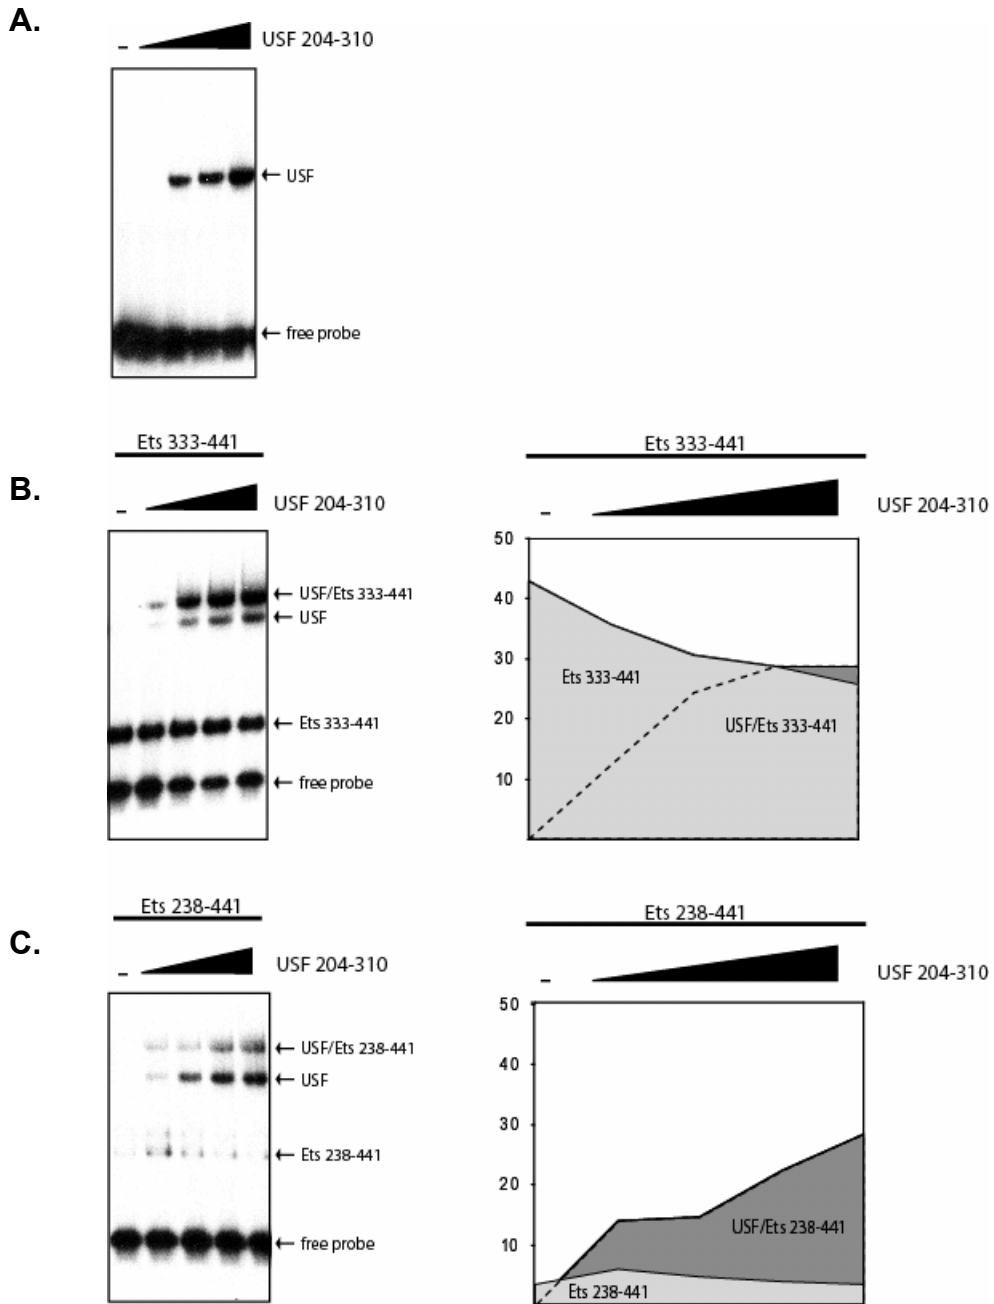 A.
– USF 204-310
← USF
← free probe
Ets 333-441
Ets 333-441
B.
– USF 204-310
– USF 204-310
← USF/Ets 333-441
← USF
← Ets 333-441
← free probe
50
40
30
20
10
Ets 333-441
USF/Ets 333-441
Ets 238-441
Ets 238-441
C.
– USF 204-310
– USF 204-310
← USF/Ets 238-441
← USF
← Ets 238-441
← free probe
50
40
30
20
10
USF/Ets 238-441
Ets 238-441